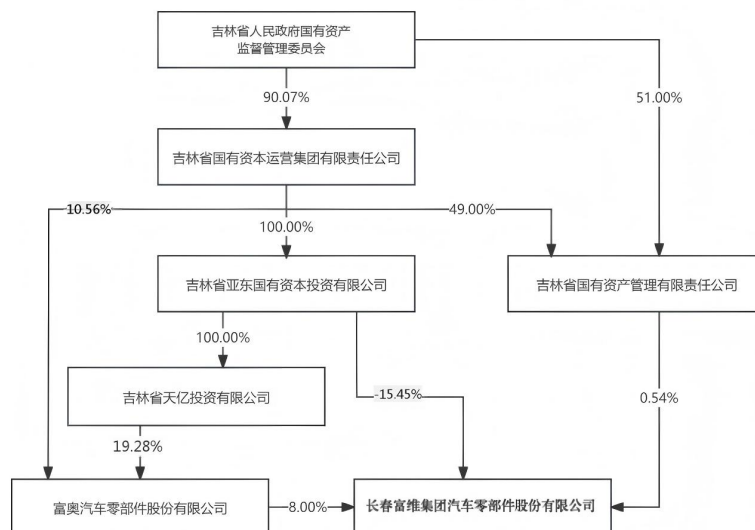 吉林省人民政府国有资产
监督管理委员会
90.07%
51.00%
吉林省国有资本运营集团有限责任公司
10.56%
49.00%
100.00%
吉林省亚东国有资本投资有限公司
吉林省国有资产管理有限责任公司
100.00%
吉林省天亿投资有限公司
-15.45%
0.54%
19.28%
富奥汽车零部件股份有限公司
8.00%
长春富维集团汽车零部件股份有限公司